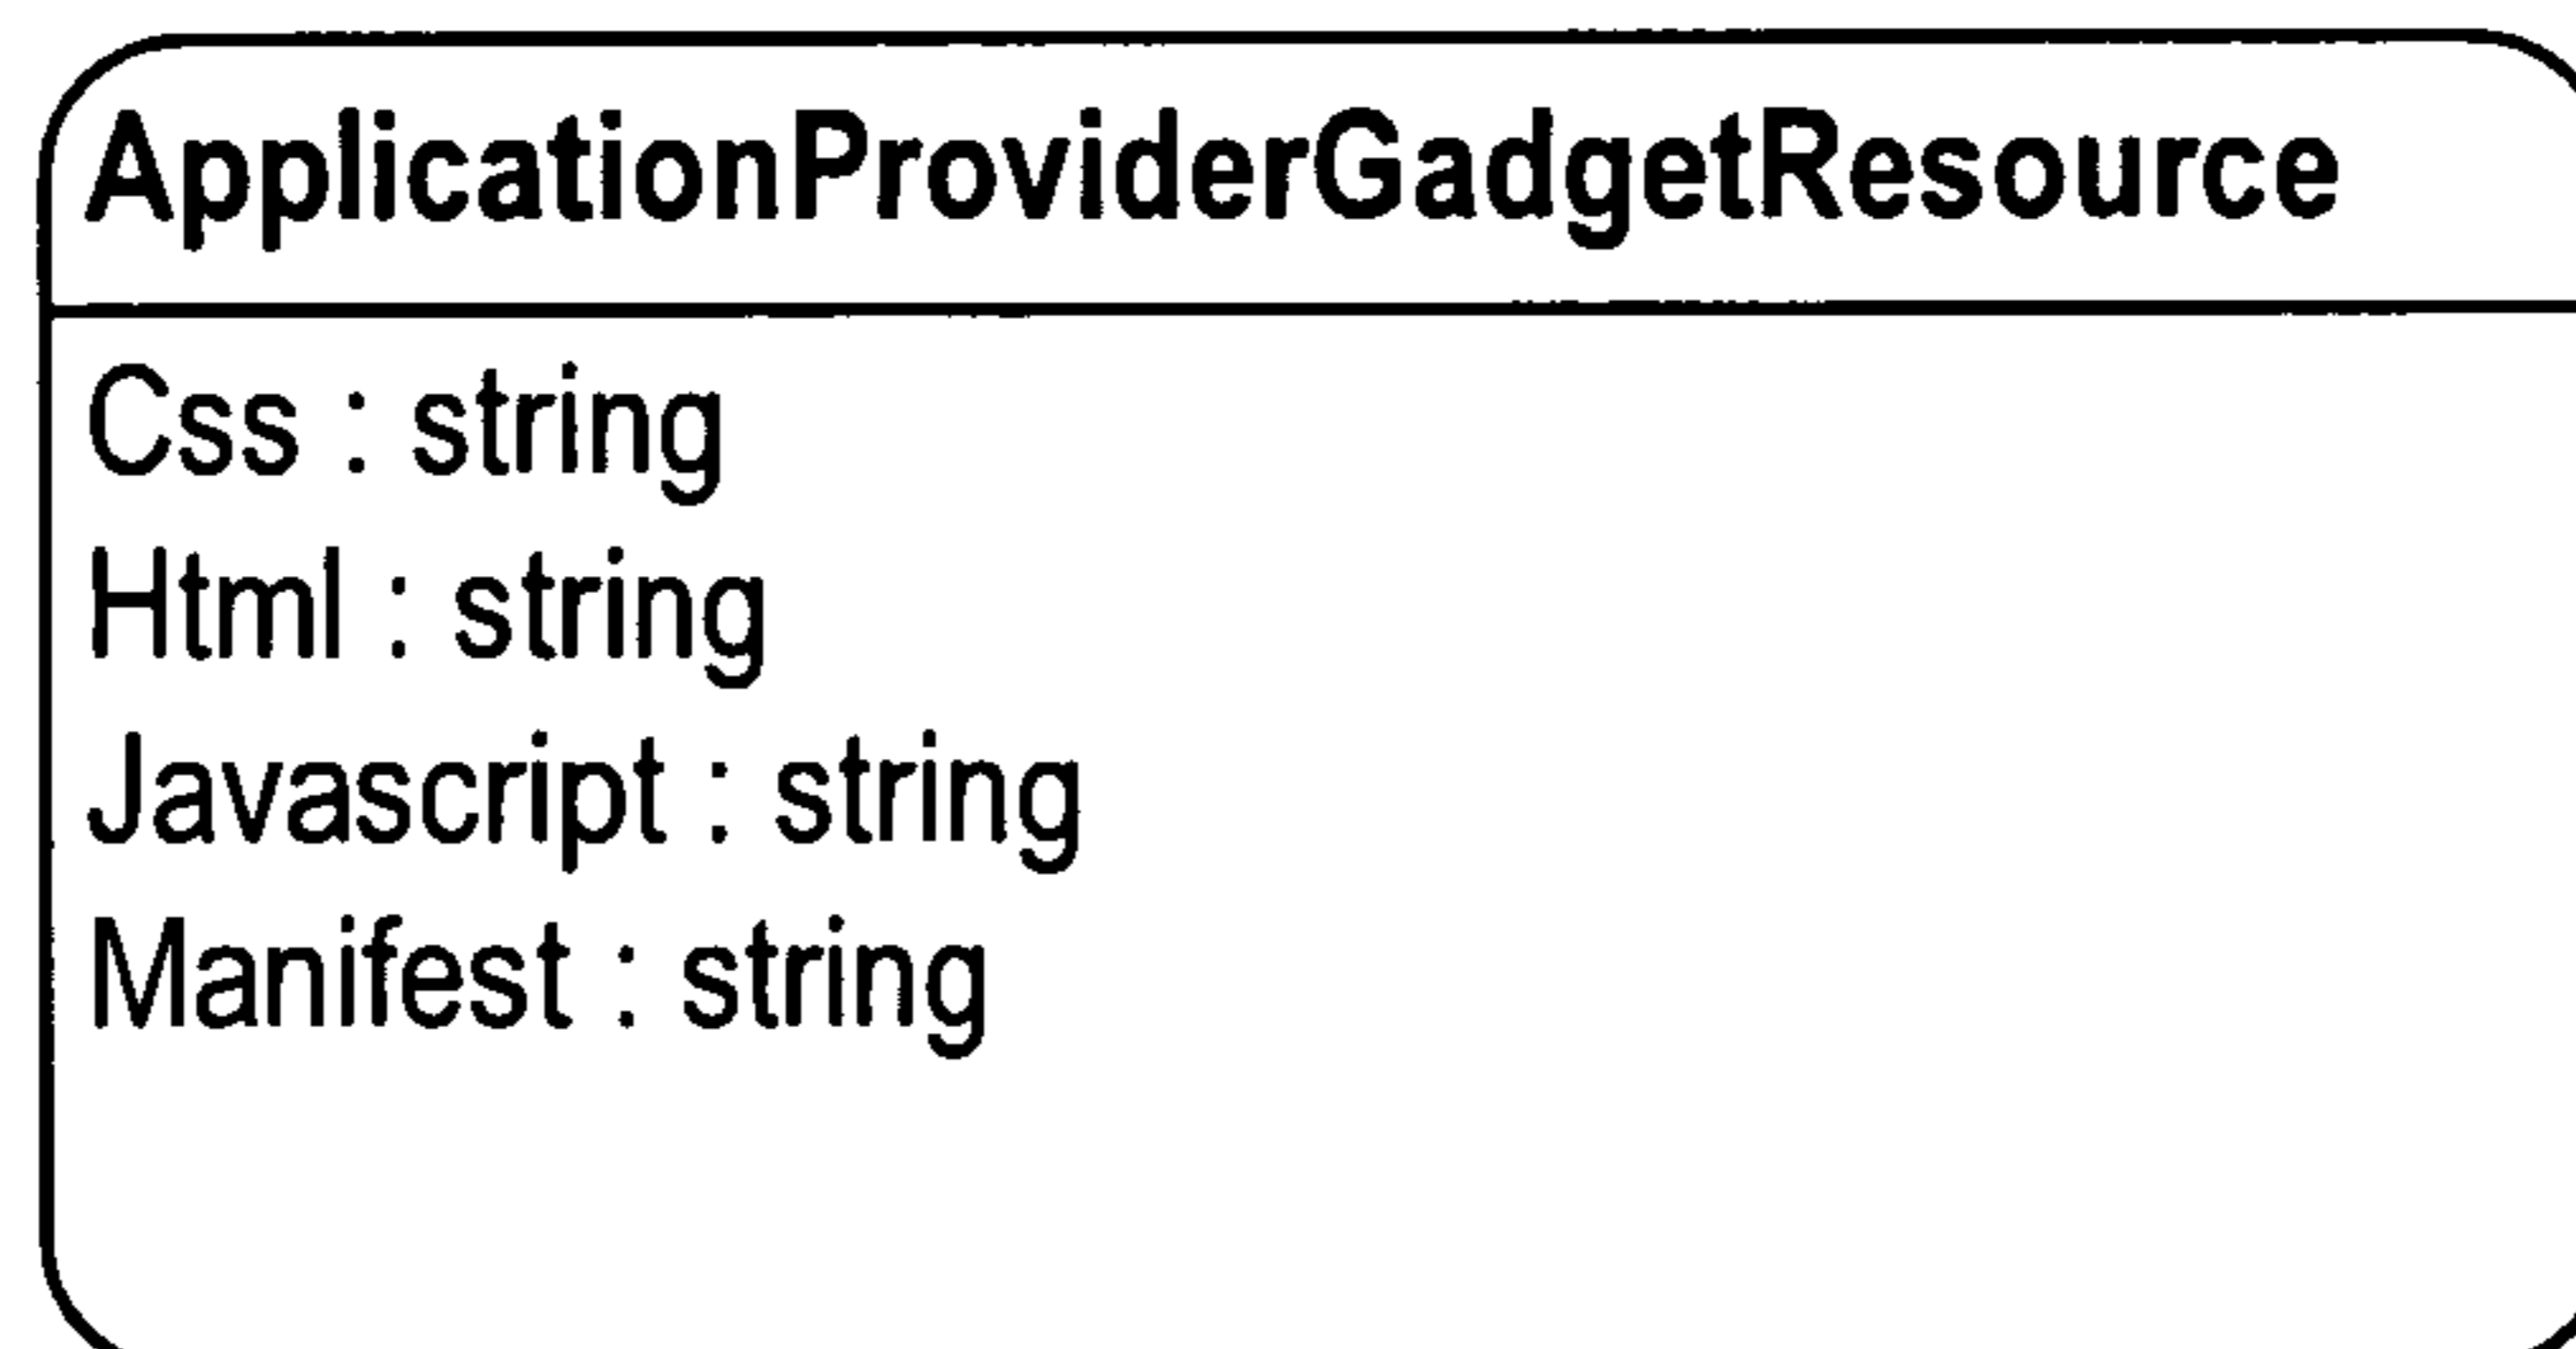 ApplicationProviderGadgetResource
Css : string
Html : string
Javascript : string
Manifest : string